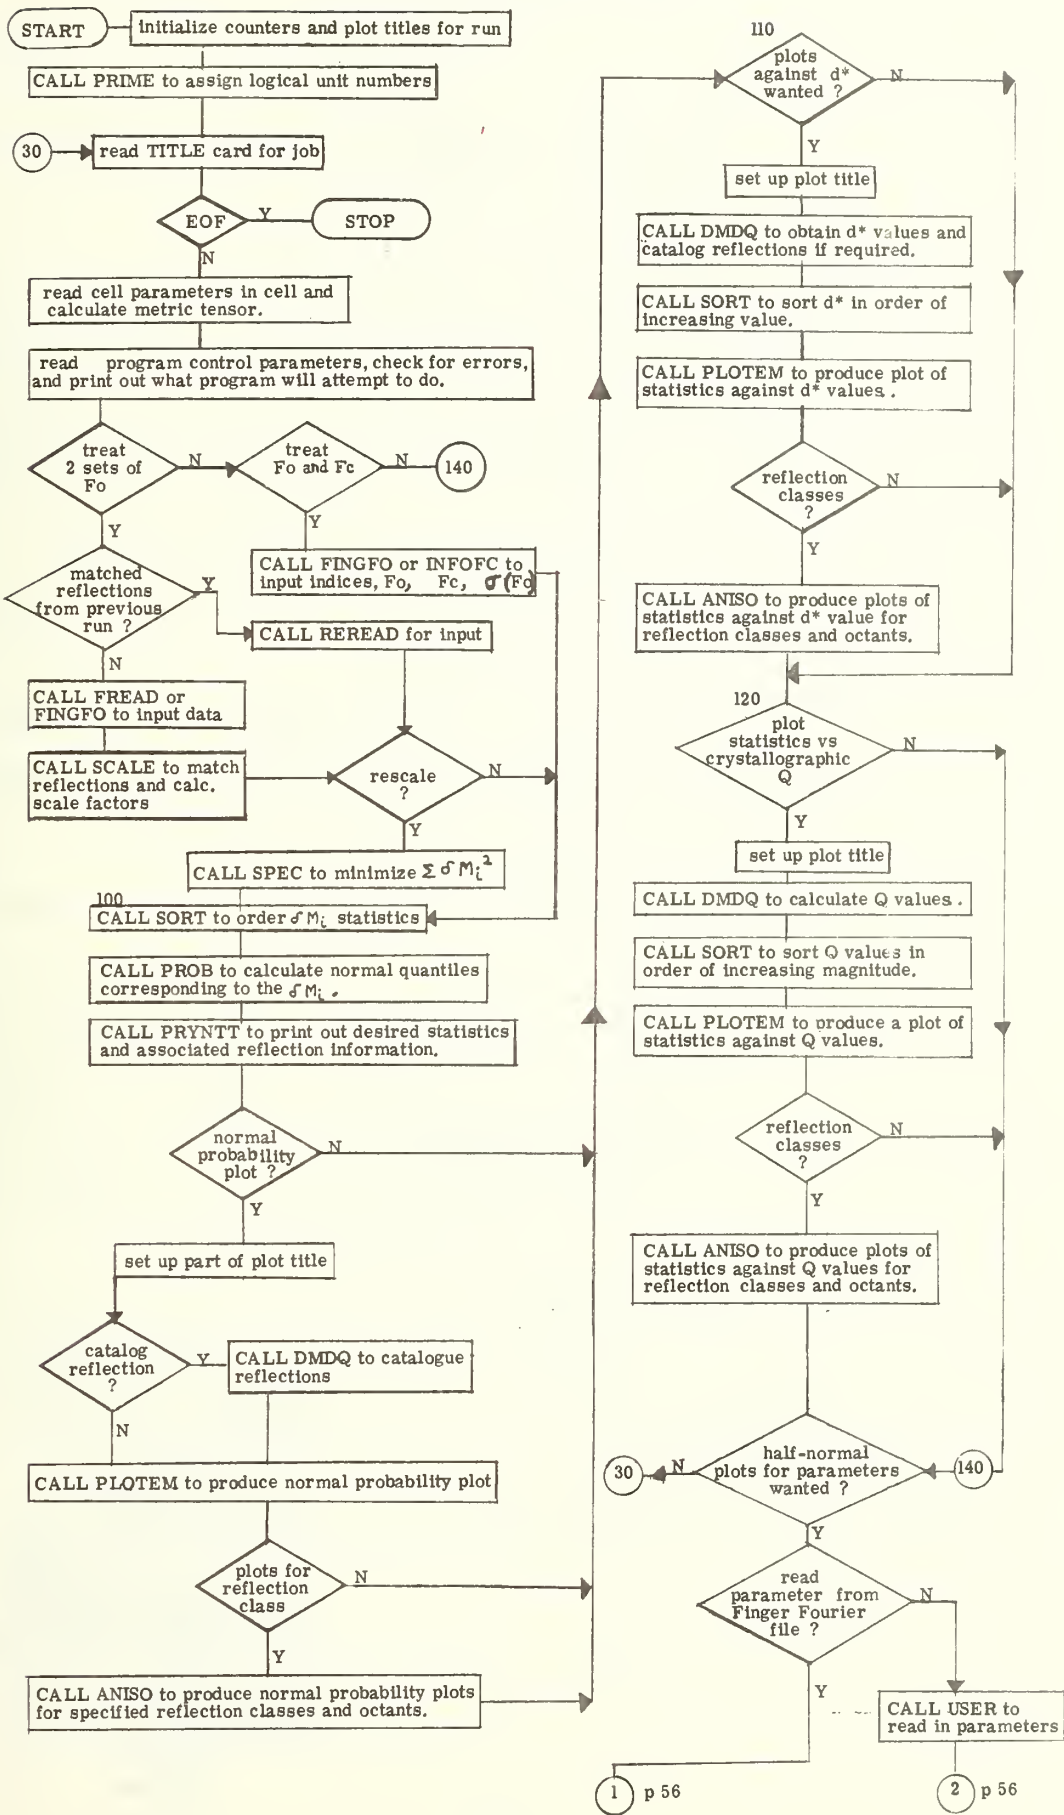 START
initialize counters and plot titles for run
CALL PRIME to assign logical unit numbers
30
read TITLE card for job
EOF
Y
STOP
N
read cell parameters in cell and
calculate metric tensor.
read program control parameters, check for errors,
and print out what program will attempt to do.
treat
2 sets of
Fo
N
treat
Fo and Fc
N
140
Y
Y
CALL FINGFO or INFOFC to
input indices, Fo, Fc, σ(Fo)
matched
reflections
from previous
run ?
Y
CALL REREAD for input
N
CALL FREAD or
FINGFO to input data
CALL SCALE to match
reflections and calc.
scale factors
rescale
?
N
Y
CALL SPEC to minimize Σ δMi²
100
CALL SORT to order δMi statistics
CALL PROB to calculate normal quantiles
corresponding to the δMi.
CALL PRYNTT to print out desired statistics
and associated reflection information.
normal
probability
plot ?
N
Y
set up part of plot title
catalog
reflection
?
Y
CALL DMDQ to catalogue
reflections
N
CALL PLOTEM to produce normal probability plot
plots for
reflection
class
N
Y
CALL ANISO to produce normal probability plots
for specified reflection classes and octants.
110
plots
against d*
wanted ?
N
Y
set up plot title
CALL DMDQ to obtain d* values and
catalog reflections if required.
CALL SORT to sort d* in order of
increasing value.
CALL PLOTEM to produce plot of
statistics against d* values.
reflection
classes
?
N
Y
CALL ANISO to produce plots of
statistics against d* value for
reflection classes and octants.
120
plot
statistics vs
crystallographic
Q
N
Y
set up plot title
CALL DMDQ to calculate Q values.
CALL SORT to sort Q values in
order of increasing magnitude.
CALL PLOTEM to produce a plot of
statistics against Q values.
reflection
classes
?
N
Y
CALL ANISO to produce plots of
statistics against Q values for
reflection classes and octants.
30
N
half-normal
plots for parameters
wanted ?
140
Y
read
parameter from
Finger Fourier
file ?
N
Y
CALL USER to
read in parameters
1 p 56
2 p 56